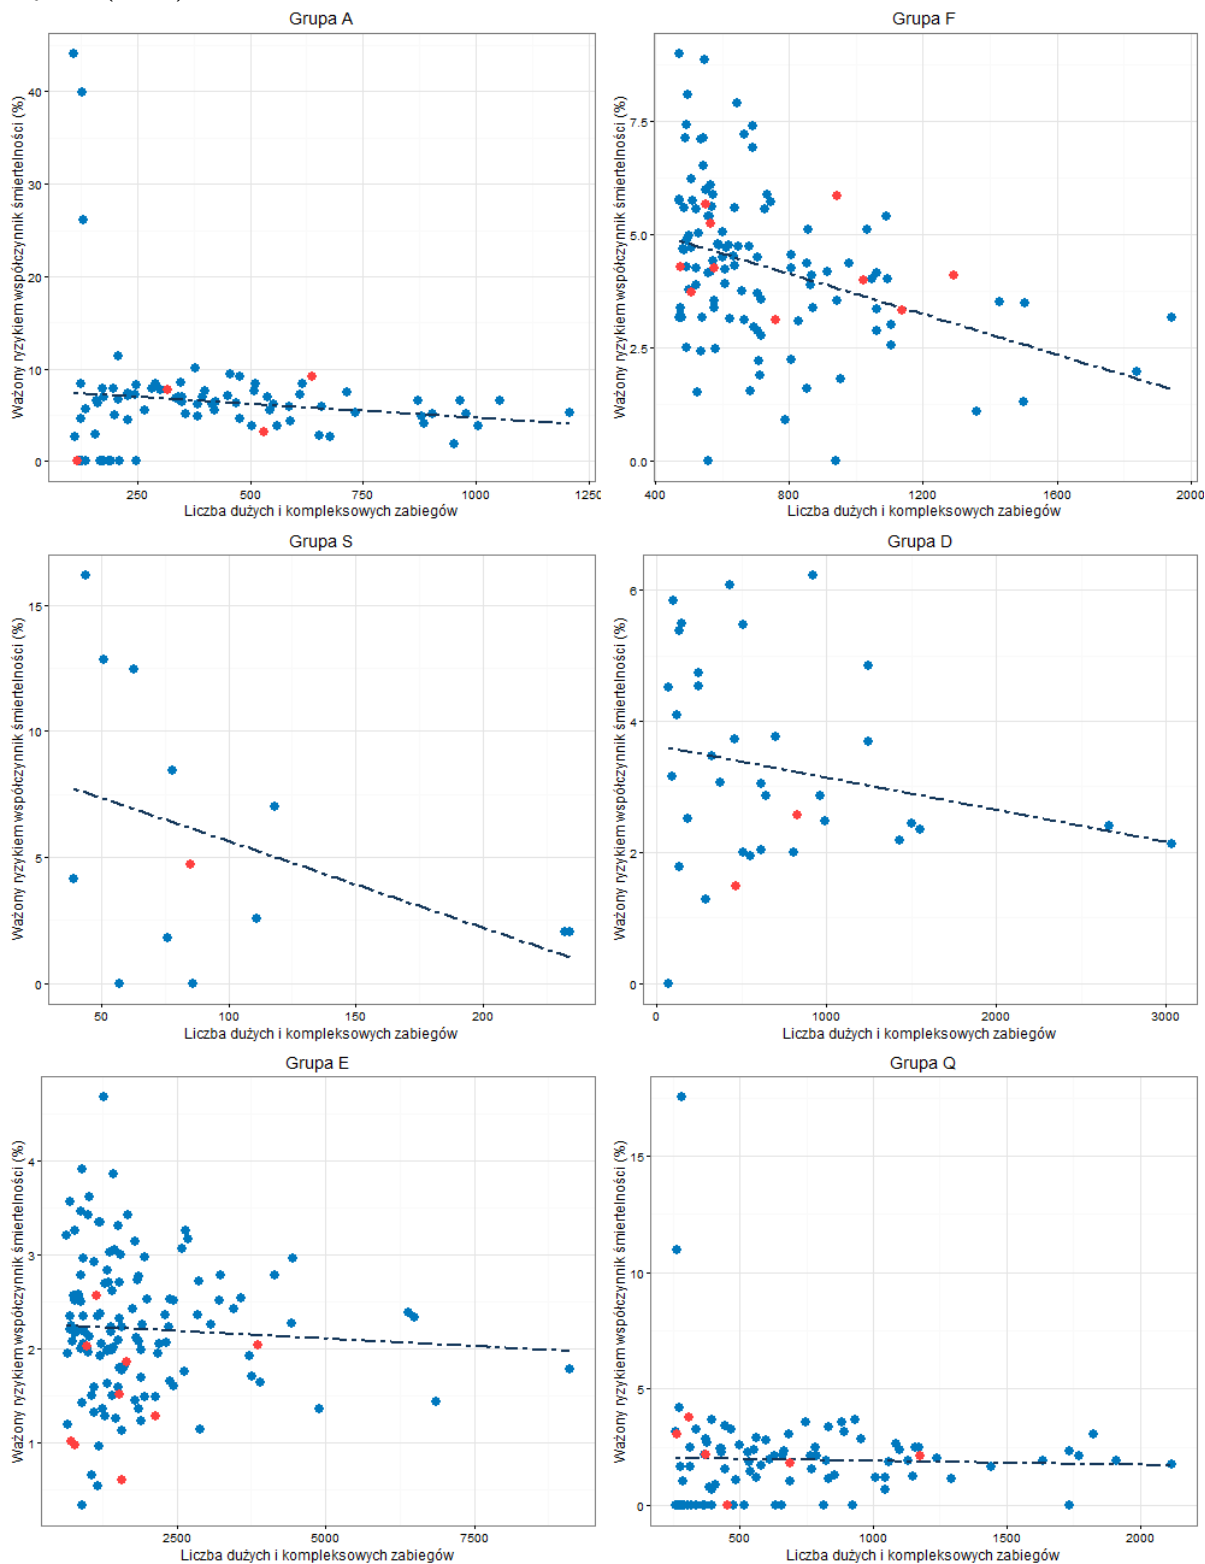 Grupa A
Grupa F
Ważony ryzykiem współczynnik śmiertelności (%)
40
30
20
10
0
250
500
750
1000
1250
Liczba dużych i kompleksowych zabiegów
Ważony ryzykiem współczynnik śmiertelności (%)
7.5
5.0
2.5
0.0
400
800
1200
1600
2000
Liczba dużych i kompleksowych zabiegów
Grupa S
Grupa D
Ważony ryzykiem współczynnik śmiertelności (%)
15
10
5
0
50
100
150
200
Liczba dużych i kompleksowych zabiegów
Ważony ryzykiem współczynnik śmiertelności (%)
6
4
2
0
0
1000
2000
3000
Liczba dużych i kompleksowych zabiegów
Grupa E
Grupa Q
Ważony ryzykiem współczynnik śmiertelności (%)
4
3
2
1
2500
5000
7500
Liczba dużych i kompleksowych zabiegów
Ważony ryzykiem współczynnik śmiertelności (%)
15
10
5
0
500
1000
1500
2000
Liczba dużych i kompleksowych zabiegów